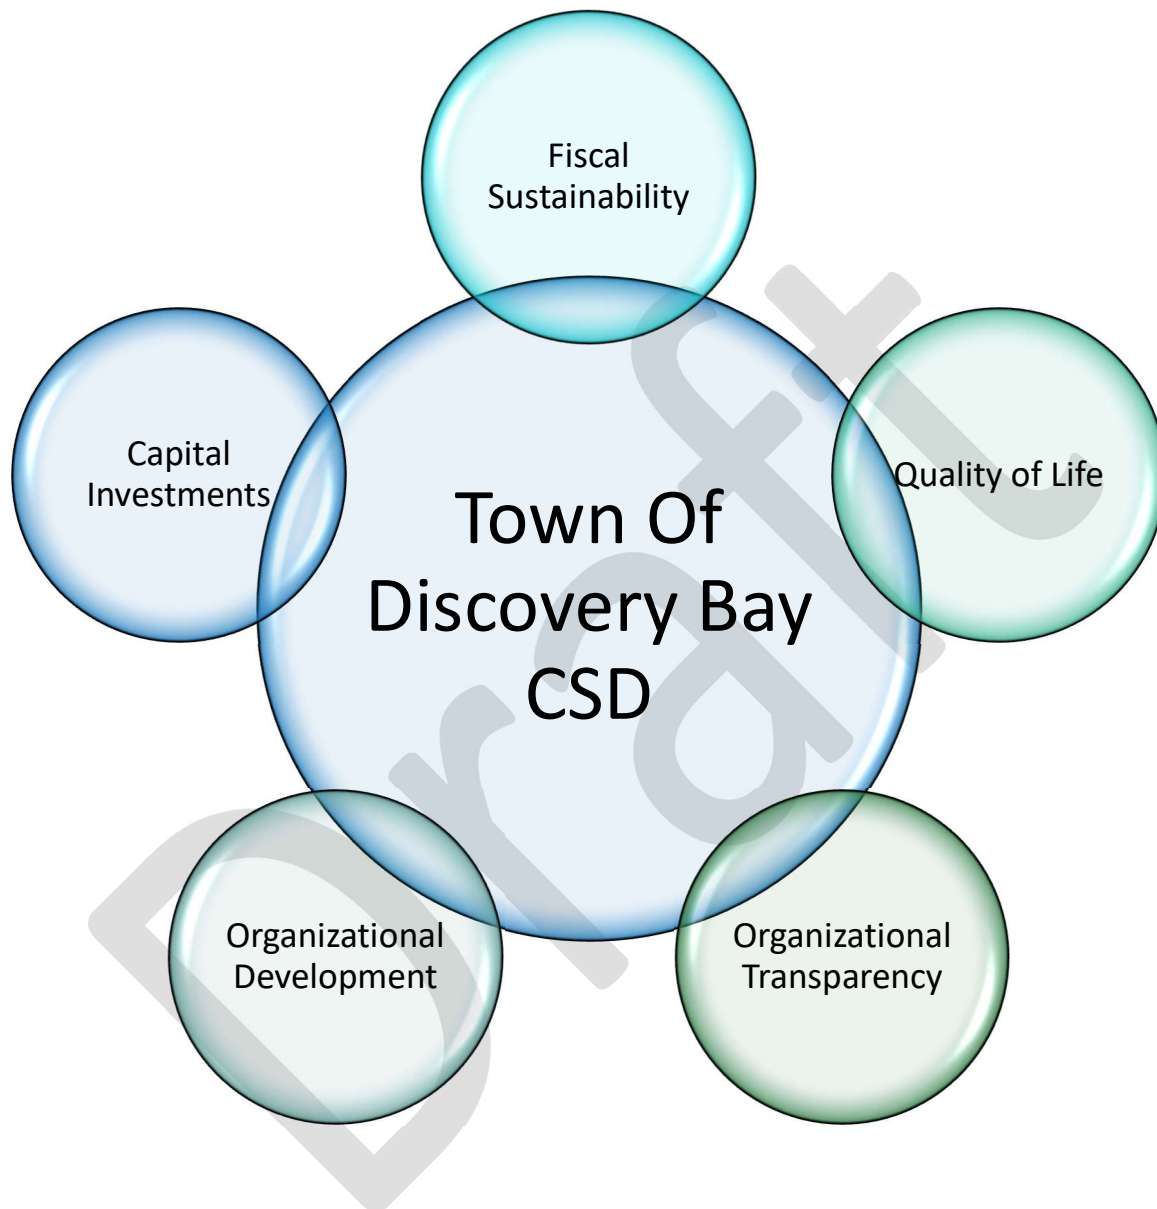 Fiscal
Sustainability
Capital
Investments
Quality of Life
Town Of
Discovery Bay
CSD
Organizational
Development
Organizational
Transparency
Draft